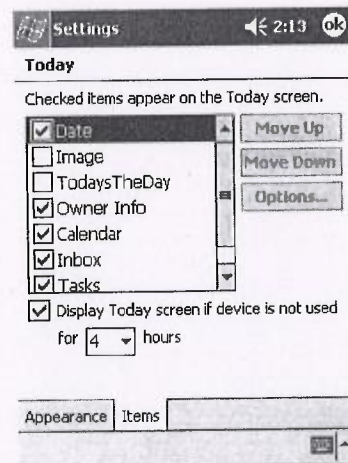 Settings 2:13 ok
Today
Checked items appear on the Today screen.
Date
Image
TodaysTheDay
Owner Info
Calendar
Inbox
Tasks
Move Up
Move Down
Options...
Display Today screen if device is not used
for 4 hours
Appearance Items